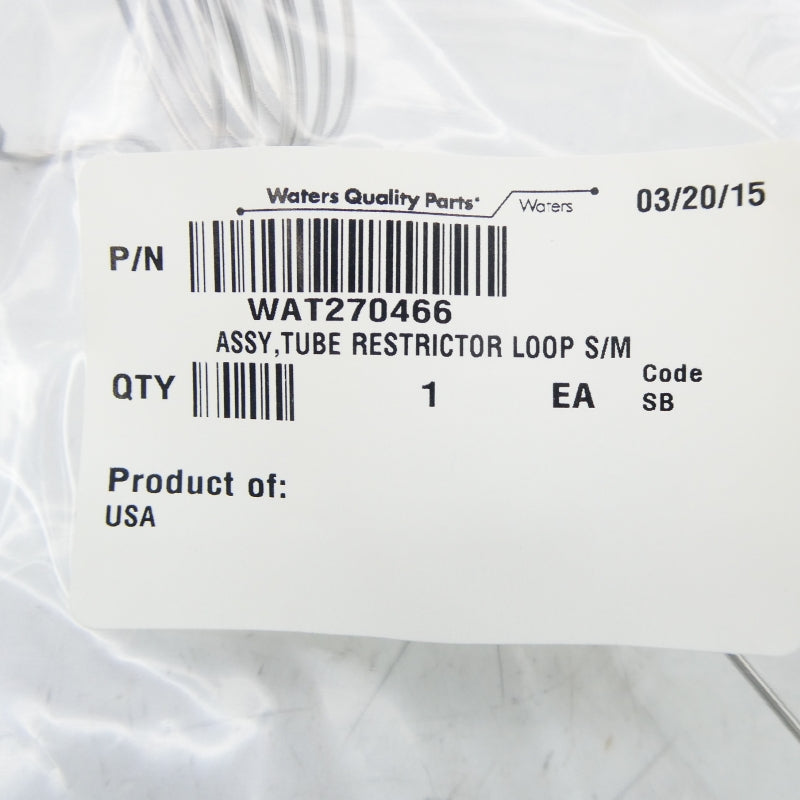 Waters Quality Parts Waters 03/20/15
P/N
WAT270466
ASSY,TUBE RESTRICTOR LOOP S/M
QTY 1 EA Code
SB
Product of:
USA